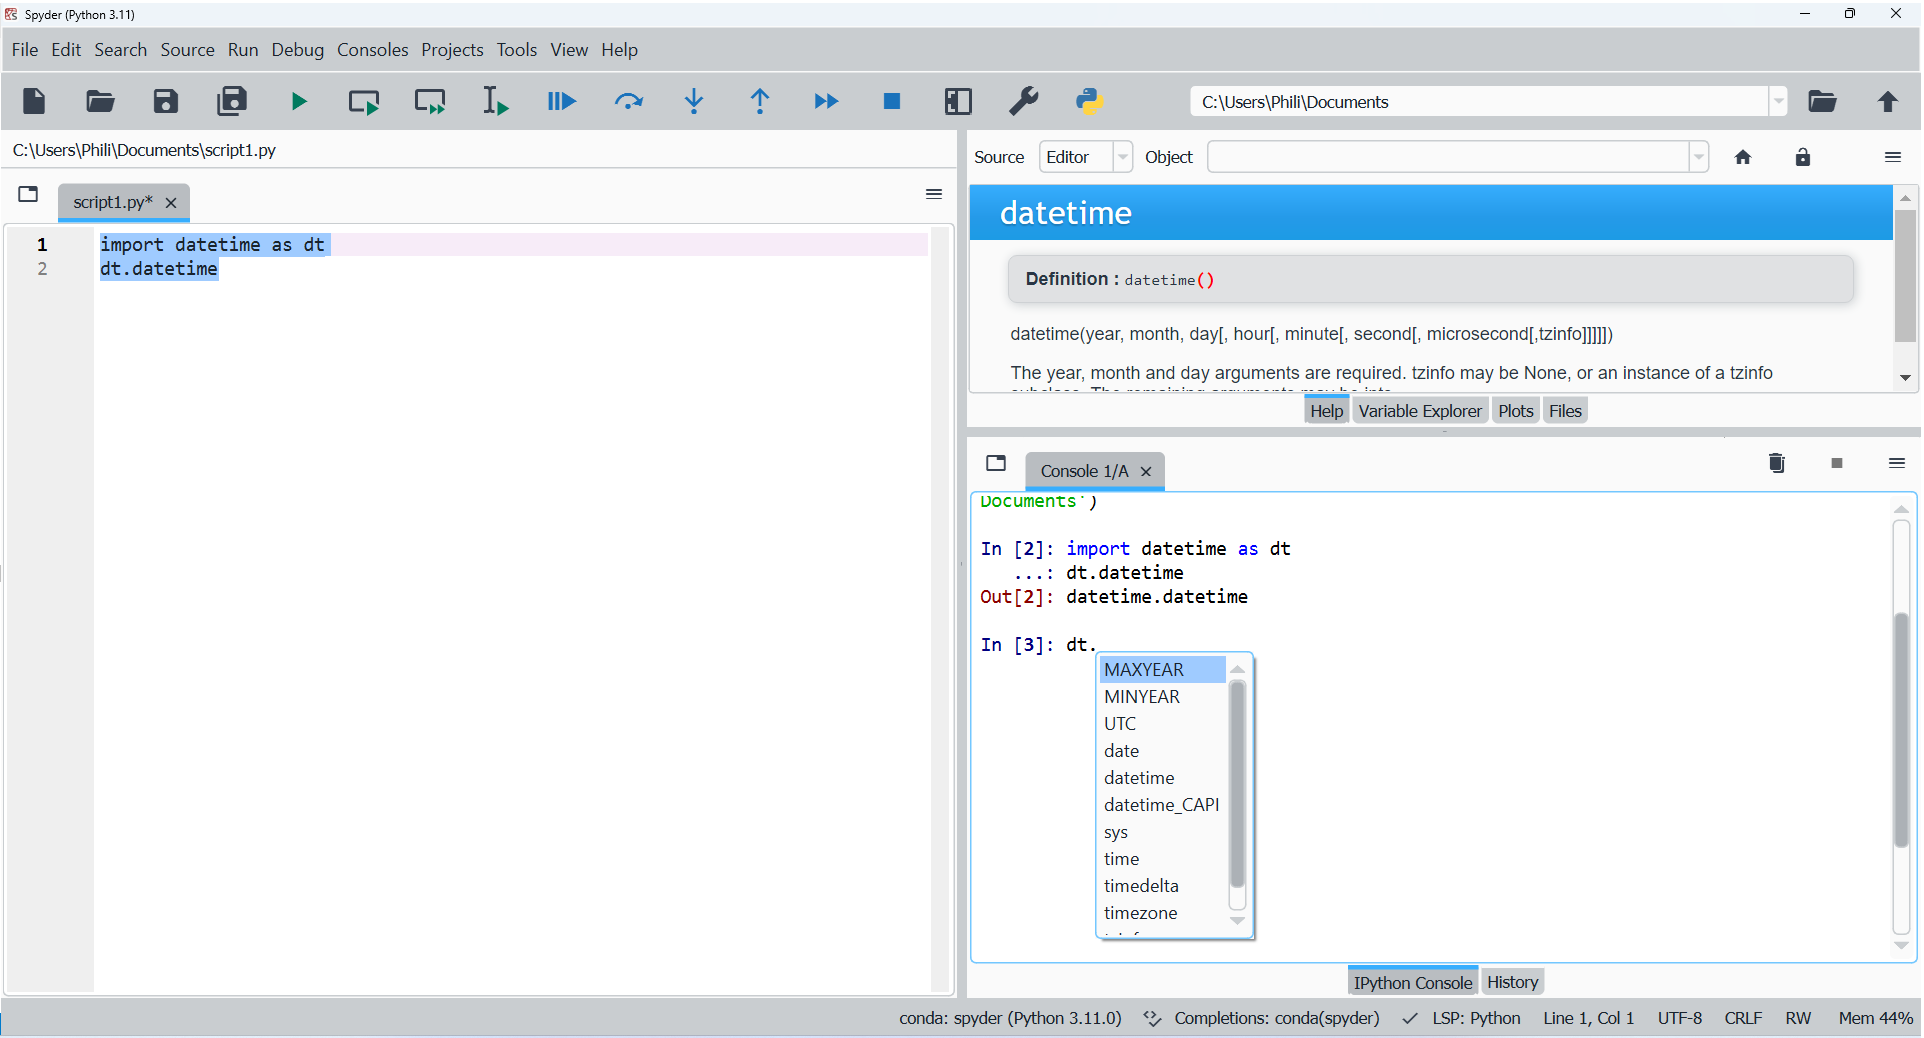 Spyder (Python 3.11)
File Edit Search Source Run Debug Consoles Projects Tools View Help
C:\Users\Phili\Documents
C:\Users\Phili\Documents\script1.py
script1.py*
1 import datetime as dt
2 dt.datetime
Source Editor Object
datetime
Definition : datetime()
datetime(year, month, day[, hour[, minute[, second[, microsecond[,tzinfo]]]]])
The year, month and day arguments are required. tzinfo may be None, or an instance of a tzinfo
Help Variable Explorer Plots Files
Console 1/A
Documents')
In [2]: import datetime as dt
...: dt.datetime
Out[2]: datetime.datetime
In [3]: dt.
MAXYEAR
MINYEAR
UTC
date
datetime
datetime_CAPI
sys
time
timedelta
timezone
IPython Console History
conda: spyder (Python 3.11.0) Completions: conda(spyder) LSP: Python Line 1, Col 1 UTF-8 CRLF RW Mem 44%